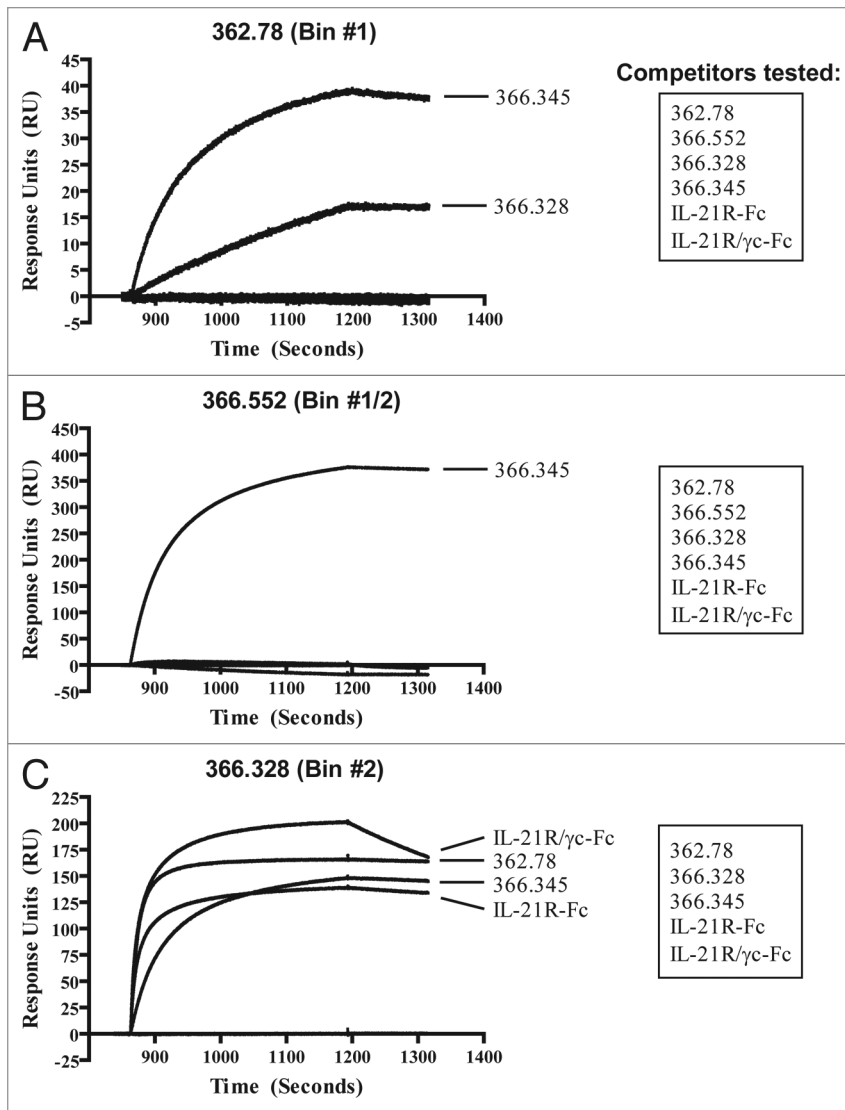 A
362.78 (Bin #1)
Response Units (RU)
45
40
35
30
25
20
15
10
5
0
-5
900 1000 1100 1200 1300 1400
Time (Seconds)
366.345
366.328
Competitors tested:
362.78
366.552
366.328
366.345
IL-21R-Fc
IL-21R/γc-Fc
B
366.552 (Bin #1/2)
Response Units (RU)
450
400
350
300
250
200
150
100
50
0
-50
900 1000 1100 1200 1300 1400
Time (Seconds)
366.345
362.78
366.552
366.328
366.345
IL-21R-Fc
IL-21R/γc-Fc
C
366.328 (Bin #2)
Response Units (RU)
225
200
175
150
125
100
75
50
25
0
-25
900 1000 1100 1200 1300 1400
Time (Seconds)
IL-21R/γc-Fc
362.78
366.345
IL-21R-Fc
362.78
366.328
366.345
IL-21R-Fc
IL-21R/γc-Fc